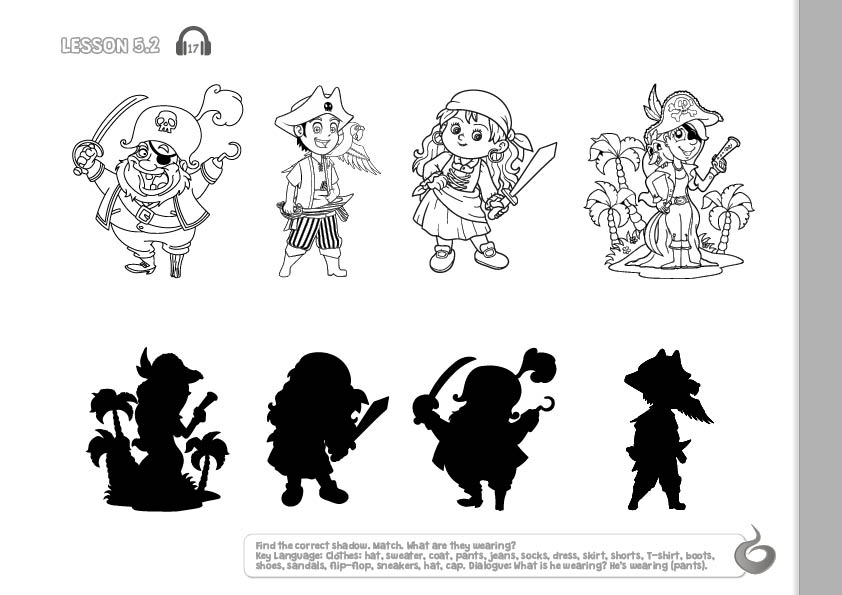 LESSON 5.2
17
Find the correct shadow. Match. What are they wearing?
Key Language: Clothes: hat, sweater, coat, pants, jeans, socks, dress, skirt, shorts, T-shirt, boots,
shoes, sandals, flip-flop, sneakers, hat, cap. Dialogue: What is he wearing? He's wearing (pants).